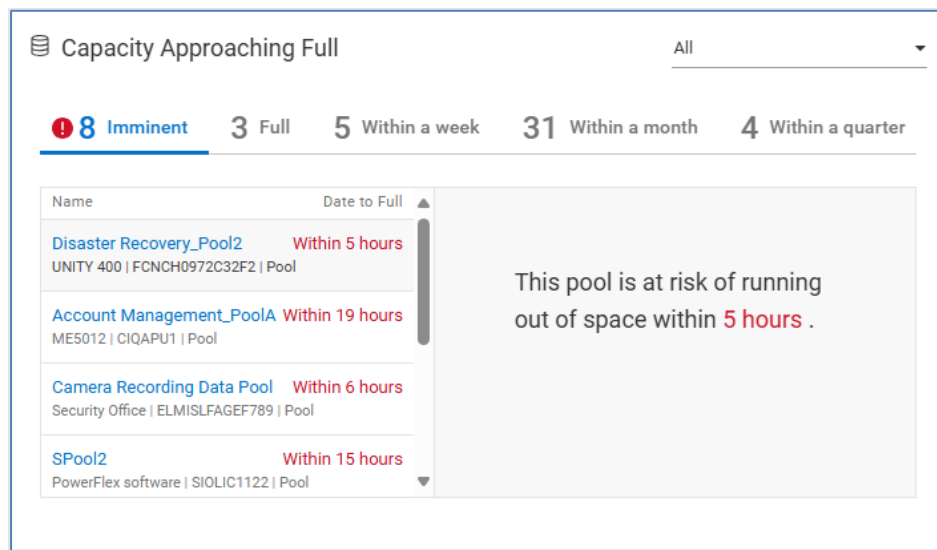 Capacity Approaching Full
All
8 Imminent
3 Full
5 Within a week
31 Within a month
4 Within a quarter
Name Date to Full
Disaster Recovery_Pool2 Within 5 hours
UNITY 400 | FCNCH0972C32F2 | Pool
Account Management_PoolA Within 19 hours
ME5012 | CIQAPU1 | Pool
Camera Recording Data Pool Within 6 hours
Security Office | ELMISLFAGEF789 | Pool
SPool2 Within 15 hours
PowerFlex software | SIOLIC1122 | Pool
This pool is at risk of running
out of space within 5 hours .